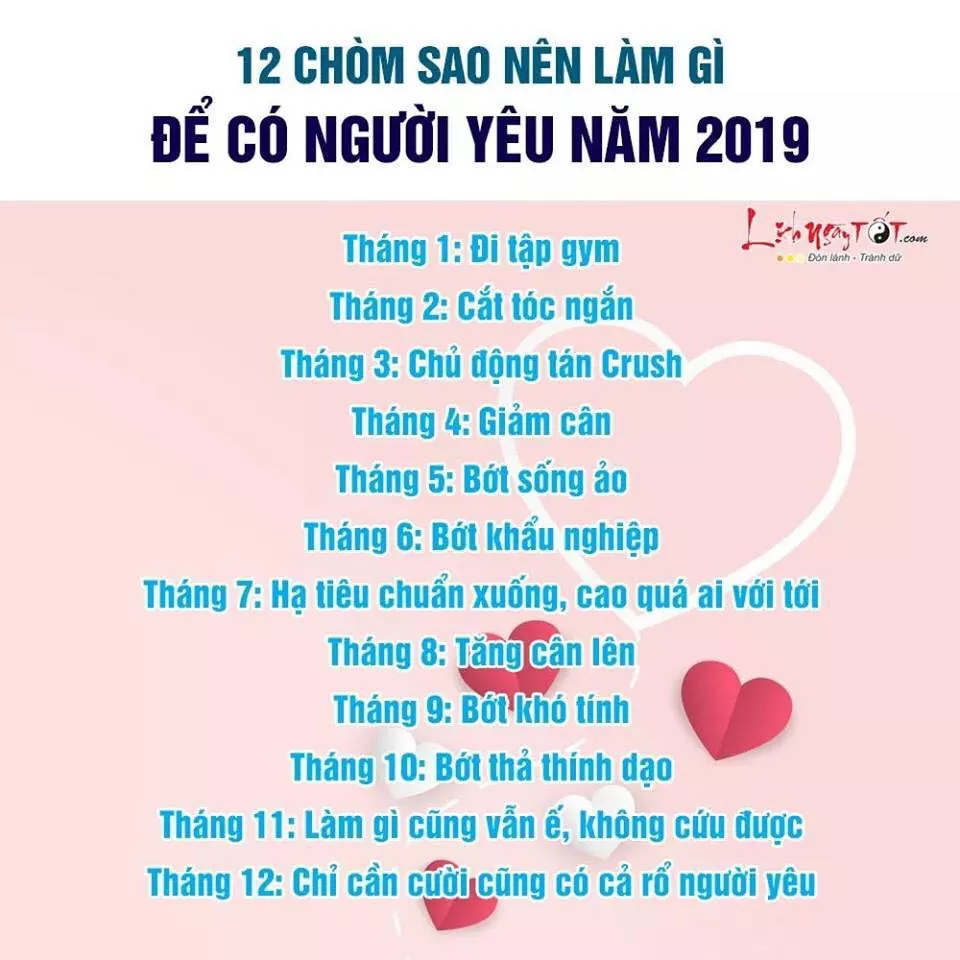 12 CHÒM SAO NÊN LÀM GÌ
ĐỂ CÓ NGƯỜI YÊU NĂM 2019
LịchNgayTỐT.com
Đón lành - Tránh dữ
Tháng 1: Đi tập gym
Tháng 2: Cắt tóc ngắn
Tháng 3: Chủ động tán Crush
Tháng 4: Giảm cân
Tháng 5: Bớt sống ảo
Tháng 6: Bớt khẩu nghiệp
Tháng 7: Hạ tiêu chuẩn xuống, cao quá ai với tới
Tháng 8: Tăng cân lên
Tháng 9: Bớt khó tính
Tháng 10: Bớt thả thính dạo
Tháng 11: Làm gì cũng vẫn ế, không cứu được
Tháng 12: Chỉ cần cười cũng có cả rổ người yêu